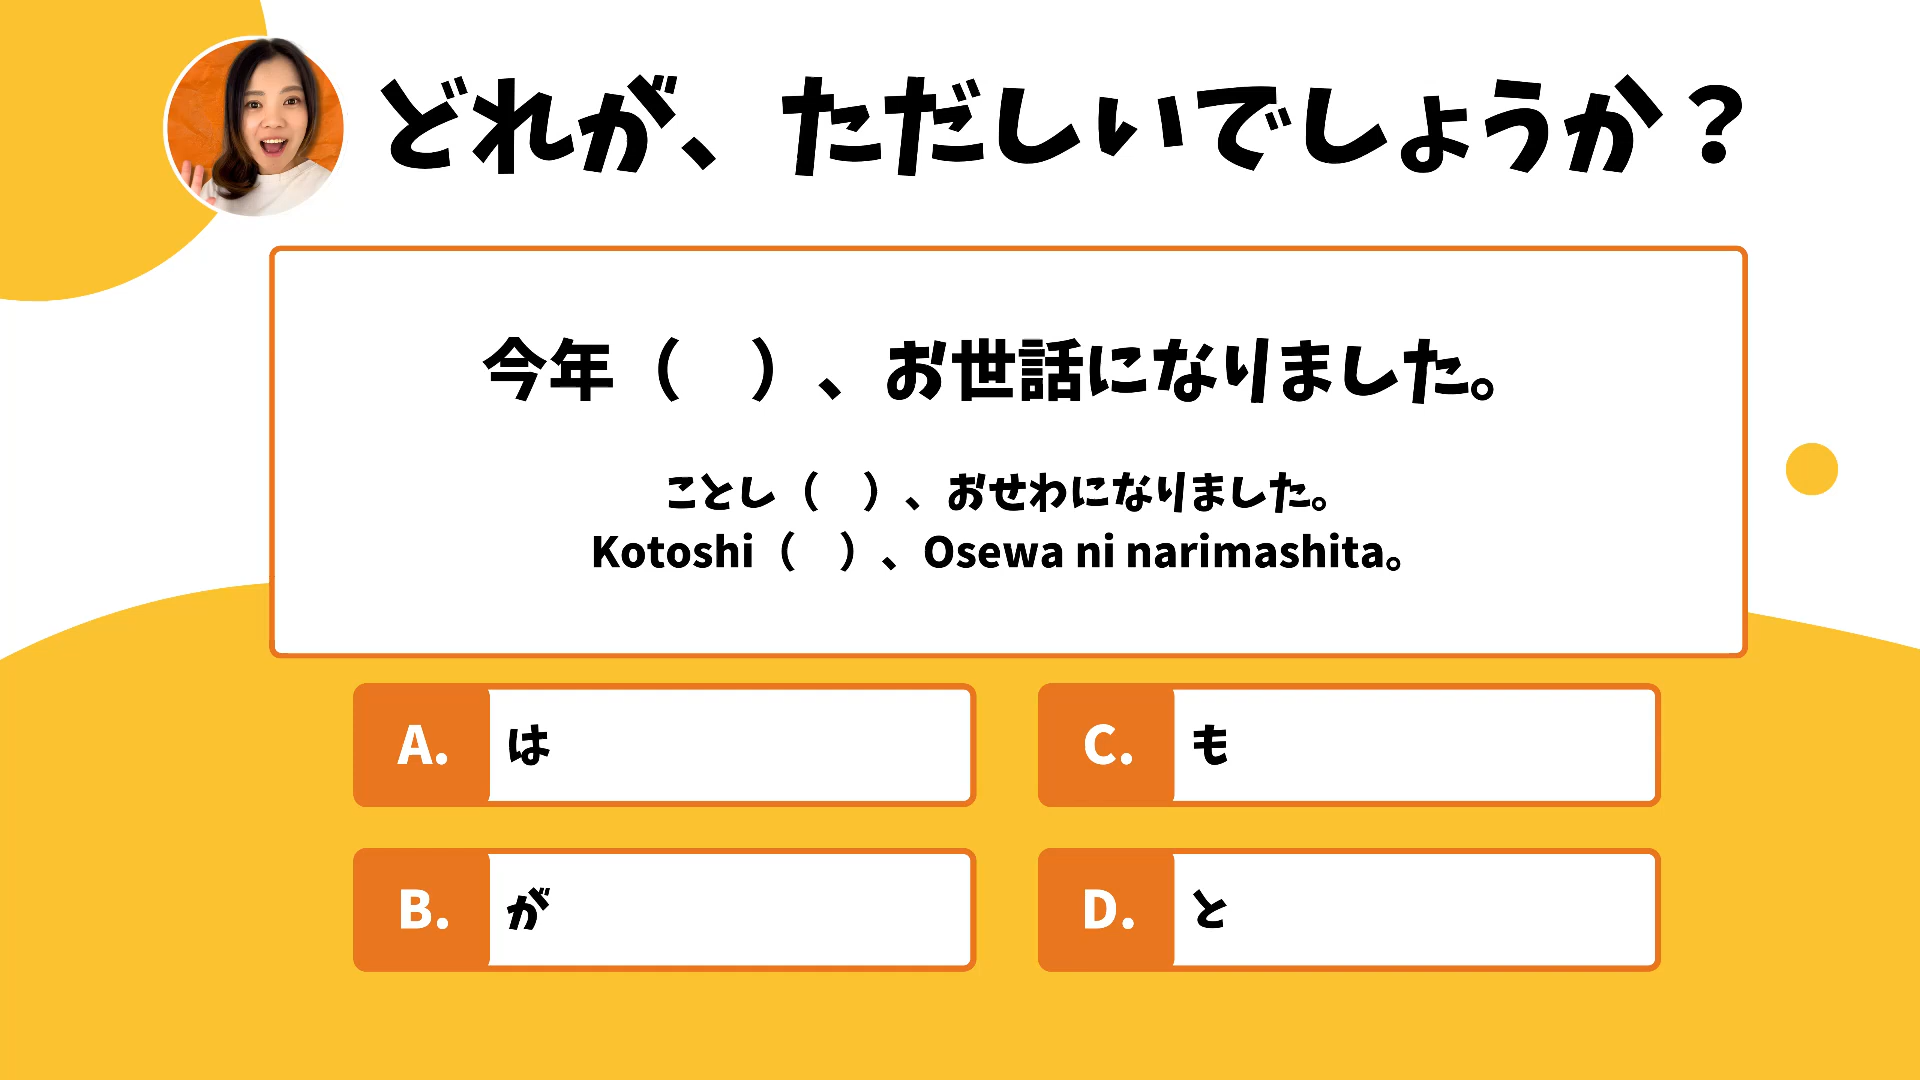 どれが、ただしいでしょうか？
今年（　）、お世話になりました。
ことし（　）、おせわになりました。
Kotoshi（　）、Osewa ni narimashita。
A. は
C. も
B. が
D. と